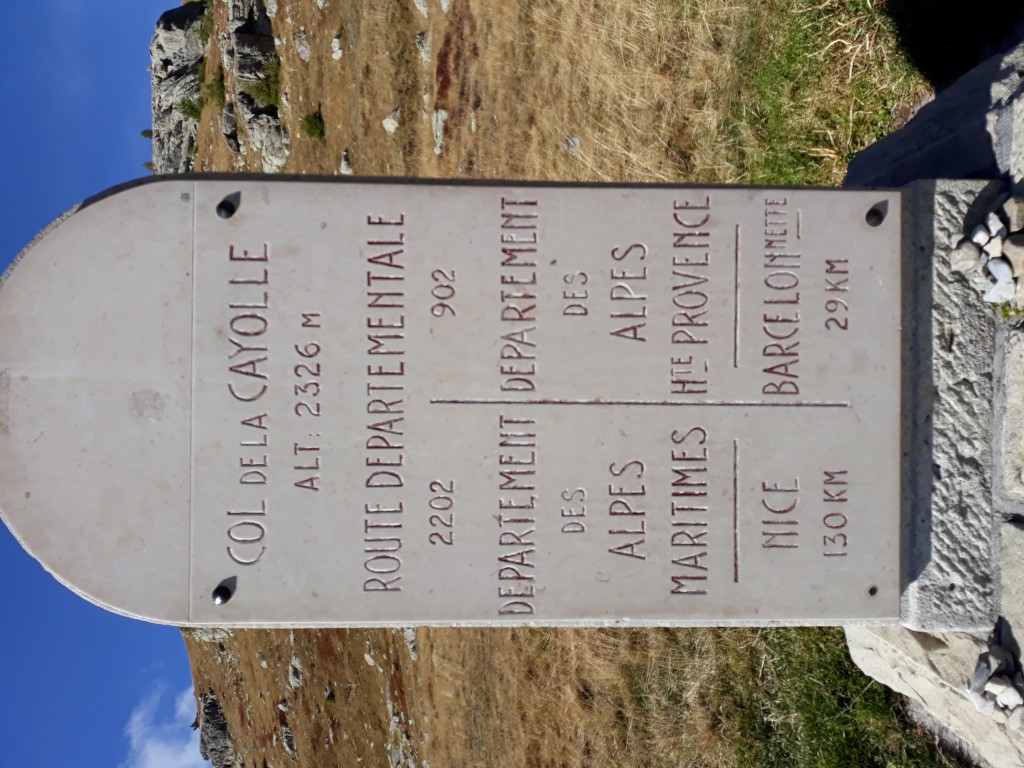 COL DE LA CAYOLLE
ALT: 2326 M
ROUTE DEPARTEMENTALE
2202 902
DEPARTEMENT
DES
ALPES
MARITIMES
NICE
130 KM
DEPARTEMENT
DES
ALPES
HTE PROVENCE
BARCELONNETTE
29 KM